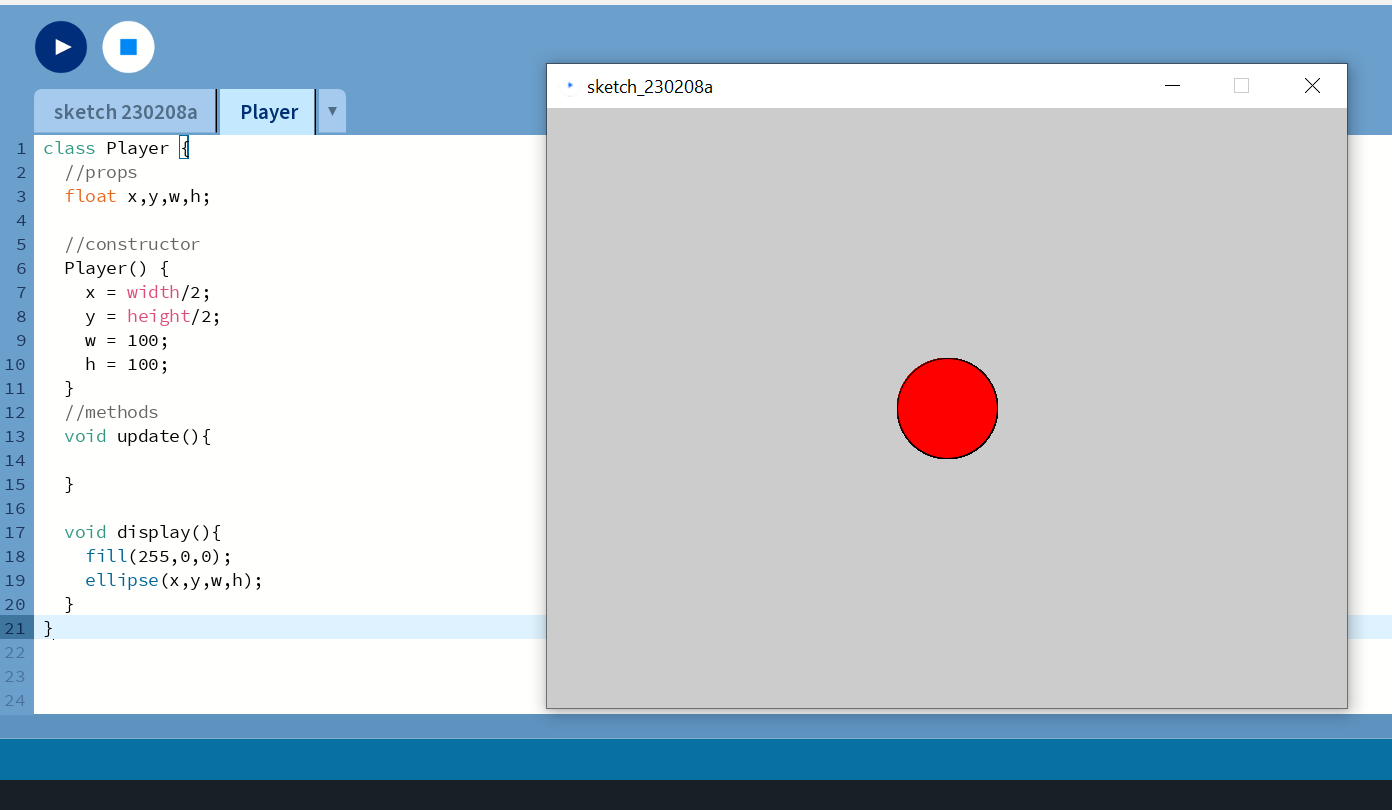 sketch_230208a
sketch 230208a Player
1 class Player {
2 //props
3 float x,y,w,h;
4
5 //constructor
6 Player() {
7 x = width/2;
8 y = height/2;
9 w = 100;
10 h = 100;
11 }
12 //methods
13 void update(){
14
15 }
16
17 void display(){
18 fill(255,0,0);
19 ellipse(x,y,w,h);
20 }
21 }
22
23
24